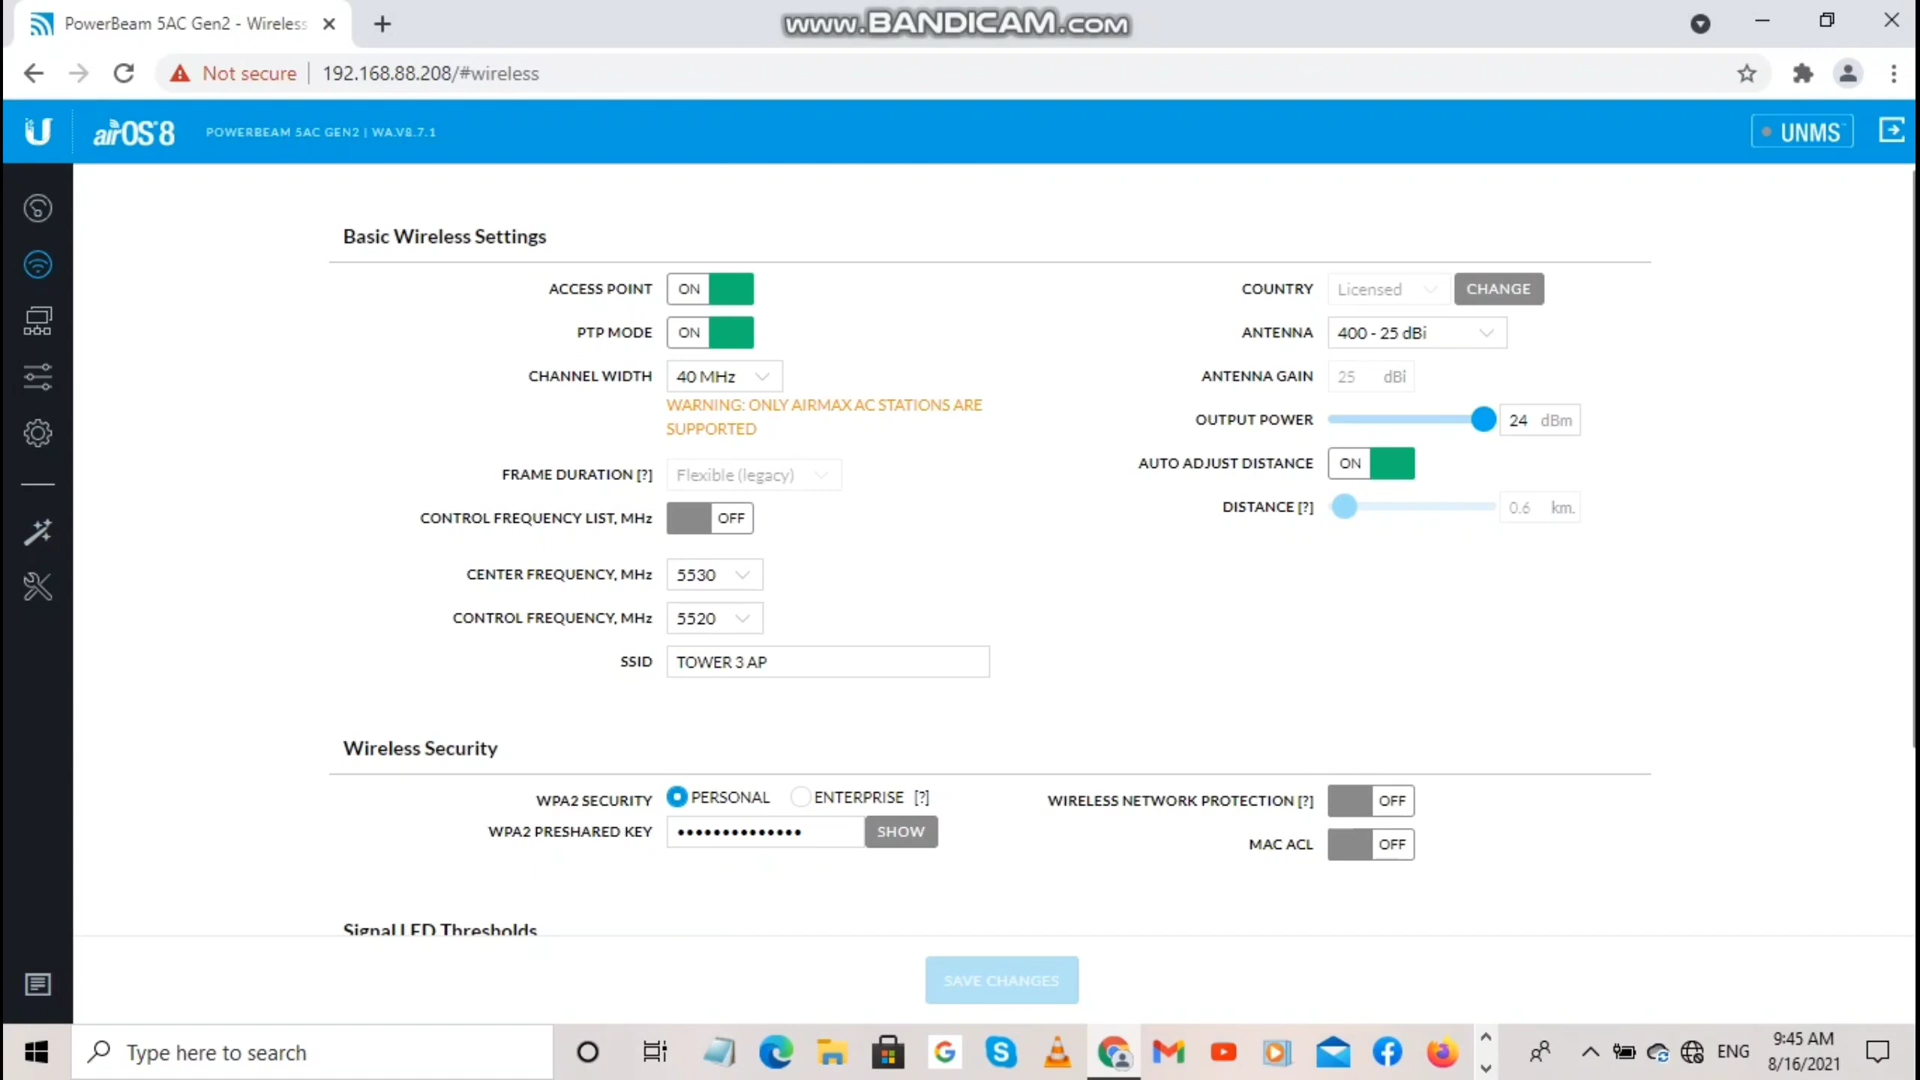 PowerBeam 5AC Gen2 - Wireless
www.BANDICAM.com
Not secure
192.168.88.208/#wireless
airOS 8
POWERBEAM 5AC GEN2 | WA.V8.7.1
UNMS
Basic Wireless Settings
ACCESS POINT ON
PTP MODE ON
CHANNEL WIDTH 40 MHz
WARNING: ONLY AIRMAX AC STATIONS ARE
SUPPORTED
FRAME DURATION [?] Flexible (legacy)
CONTROL FREQUENCY LIST, MHz OFF
CENTER FREQUENCY, MHz 5530
CONTROL FREQUENCY, MHz 5520
SSID TOWER 3 AP
COUNTRY Licensed CHANGE
ANTENNA 400 - 25 dBi
ANTENNA GAIN 25 dBi
OUTPUT POWER 24 dBm
AUTO ADJUST DISTANCE ON
DISTANCE [?] 0.6 km.
Wireless Security
WPA2 SECURITY PERSONAL ENTERPRISE [?]
WPA2 PRESHARED KEY •••••••••••••• SHOW
WIRELESS NETWORK PROTECTION [?] OFF
MAC ACL OFF
Signal LED Thresholds
SAVE CHANGES
Type here to search
ENG
9:45 AM
8/16/2021